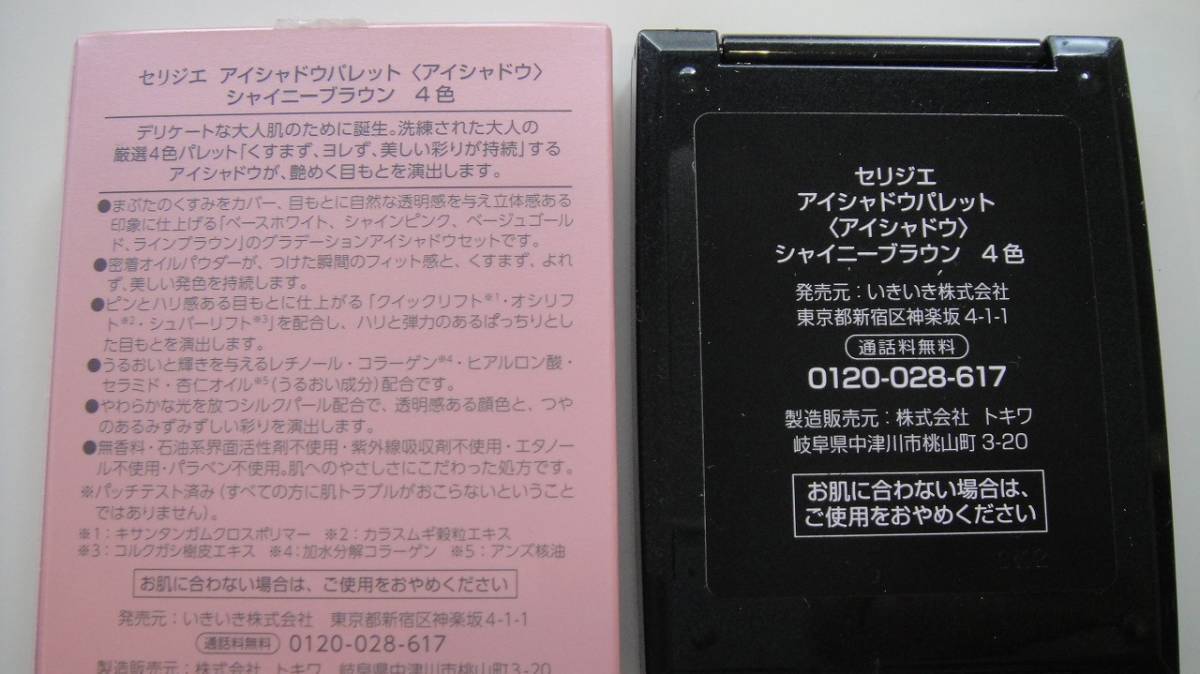 セリジエ アイシャドウパレット〈アイシャドウ〉
シャイニーブラウン 4色
デリケートな大人肌のために誕生。洗練された大人の
厳選4色パレット「くすまず、ヨレず、美しい彩りが持続」する
アイシャドウが、艶めく目もとを演出します。
●まぶたのくすみをカバー、目もとに自然な透明感を与え立体感ある
印象に仕上げる「ベースホワイト、シャインピンク、ベージュゴール
ド、ラインブラウン」のグラデーションアイシャドウセットです。
●密着オイルパウダーが、つけた瞬間のフィット感と、くすまず、よれ
ず、美しい発色を持続します。
●ピンとハリ感ある目もとに仕上がる「クイックリフト※1・オシリフ
ト※2・シュパーリフト※3」を配合し、ハリと弾力のあるぱっちりとし
た目もとを演出します。
●うるおいと輝きを与えるレチノール・コラーゲン※4・ヒアルロン酸・
セラミド・杏仁オイル※5(うるおい成分)配合です。
●やわらかな光を放つシルクパール配合で、透明感ある顔色と、つや
のあるみずみずしい彩りを演出します。
●無香料・石油系界面活性剤不使用・紫外線吸収剤不使用・エタノー
ル不使用・パラベン不使用。肌へのやさしさにこだわった処方です。
※パッチテスト済み(すべての方に肌トラブルがおこらないということ
ではありません)。
※1:キサンタンガムクロスポリマー ※2:カラスムギ穀粒エキス
※3:コルクガシ樹皮エキス ※4:加水分解コラーゲン ※5:アンズ核油
お肌に合わない場合は、ご使用をおやめください
発売元:いきいき株式会社 東京都新宿区神楽坂4-1-1
通話料無料 0120-028-617
製造販売元:株式会社 トキワ 岐阜県中津川市桃山町3-20
セリジエ
アイシャドウパレット
〈アイシャドウ〉
シャイニーブラウン 4色
発売元:いきいき株式会社
東京都新宿区神楽坂4-1-1
通話料無料
0120-028-617
製造販売元:株式会社 トキワ
岐阜県中津川市桃山町3-20
お肌に合わない場合は、
ご使用をおやめください